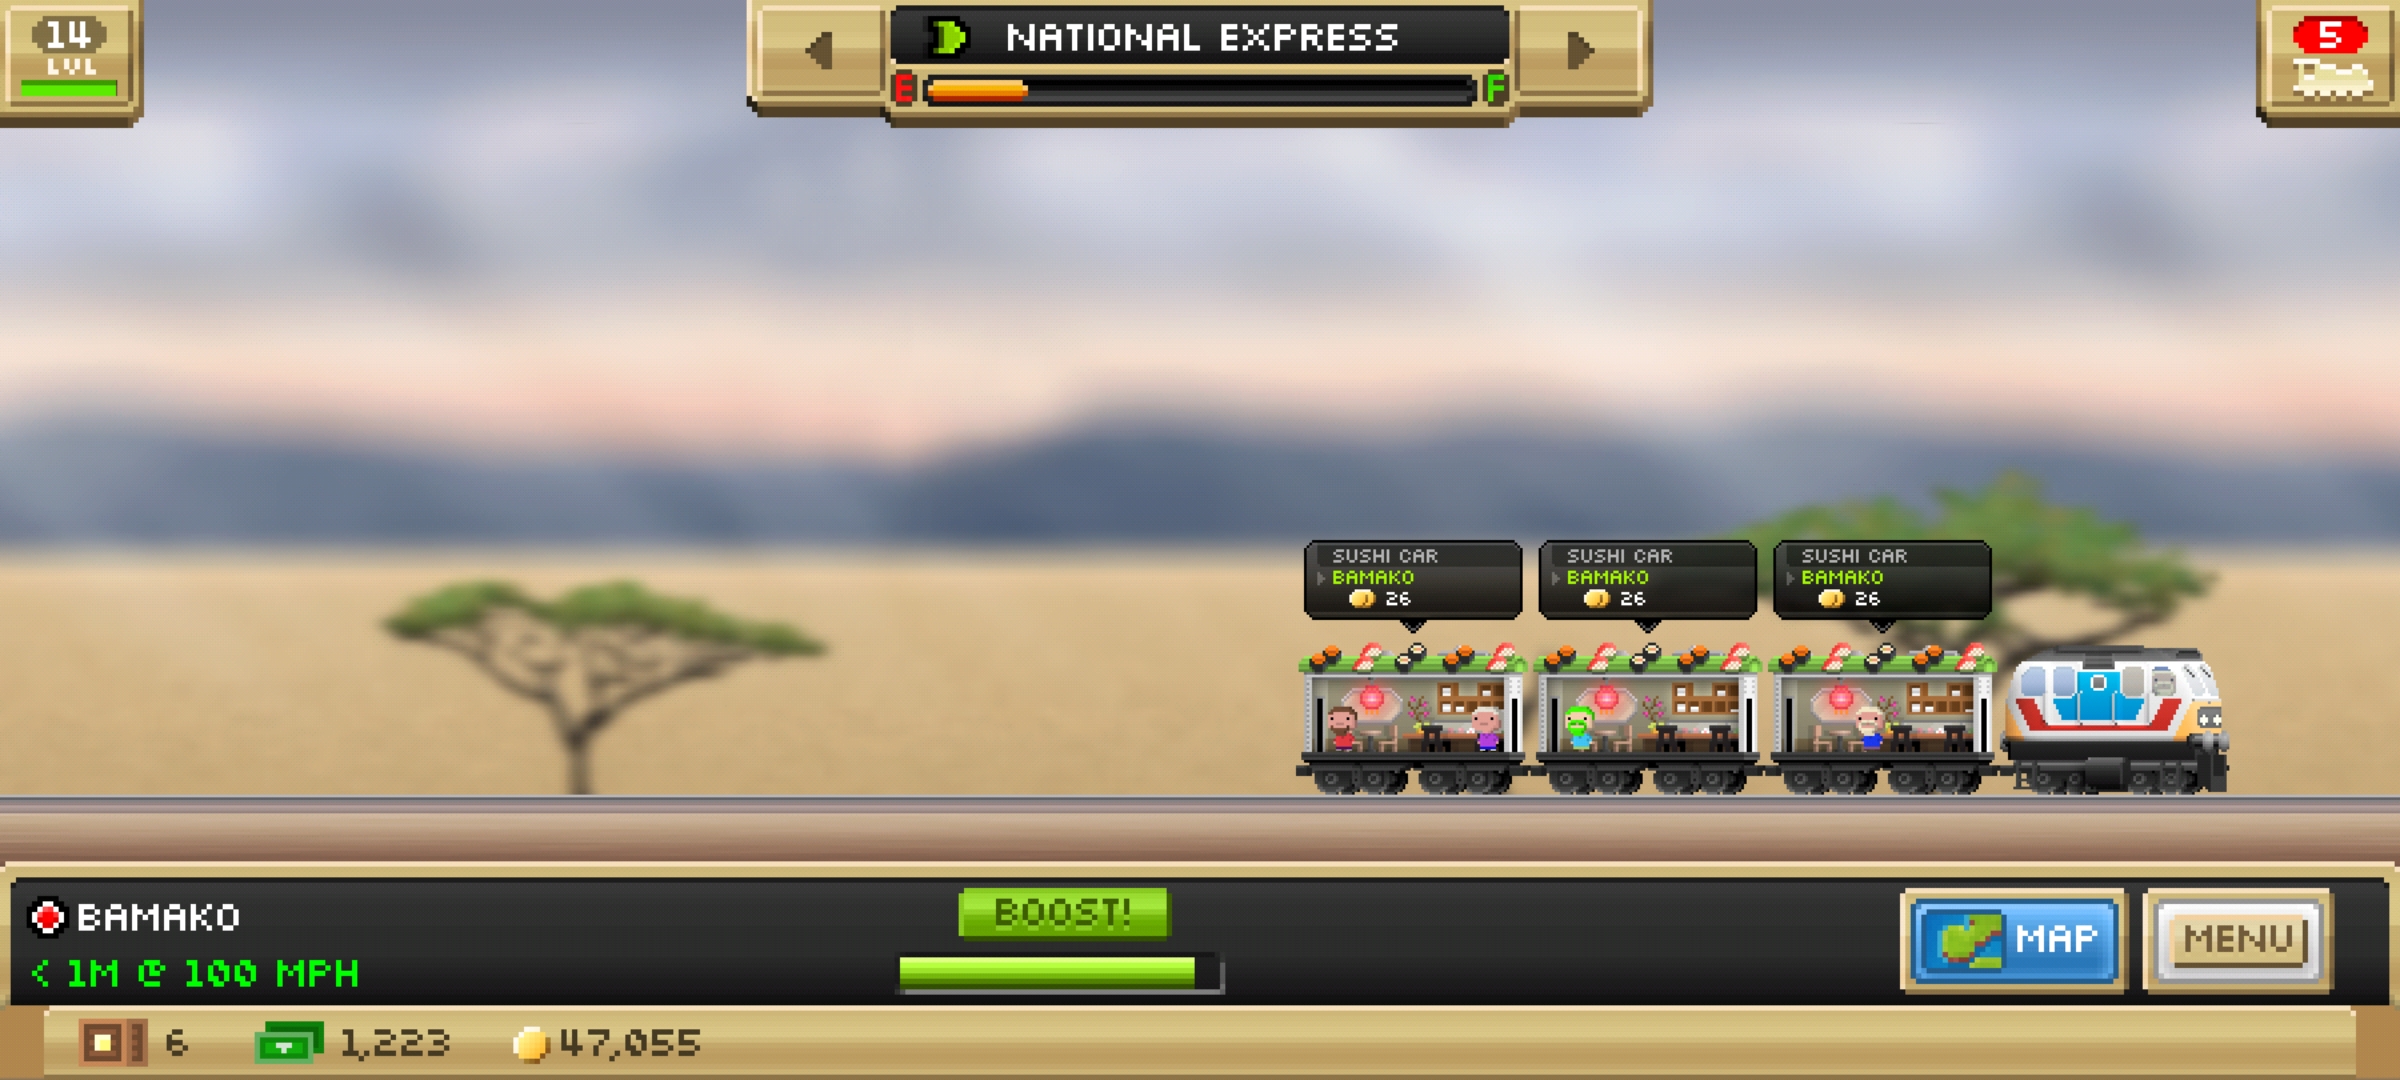 14
LVL
NATIONAL EXPRESS
E F
5
SUSHI CAR
BAMAKO
26
SUSHI CAR
BAMAKO
26
SUSHI CAR
BAMAKO
26
BAMAKO
< 1M @ 100 MPH
BOOST!
MAP
MENU
6 1,223 47,055